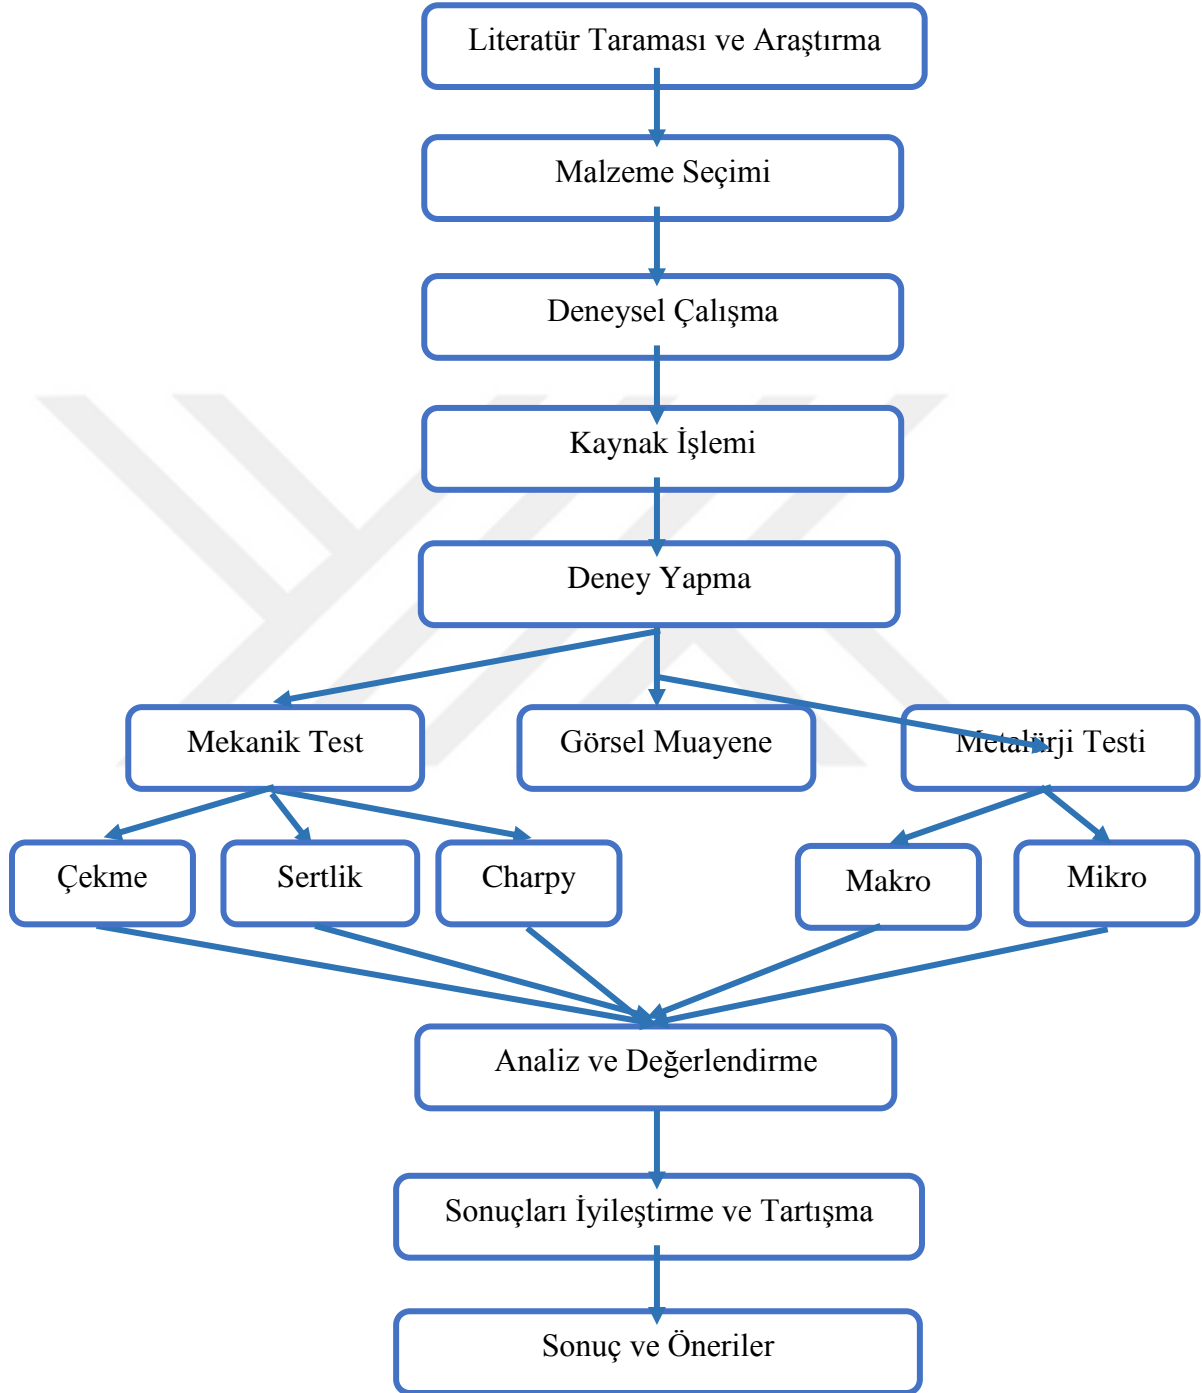 Literatür Taraması ve Araştırma
Malzeme Seçimi
Deneysel Çalışma
Kaynak İşlemi
Deney Yapma
Mekanik Test
Görsel Muayene
Metalürji Testi
Çekme
Sertlik
Charpy
Makro
Mikro
Analiz ve Değerlendirme
Sonuçları İyileştirme ve Tartışma
Sonuç ve Öneriler